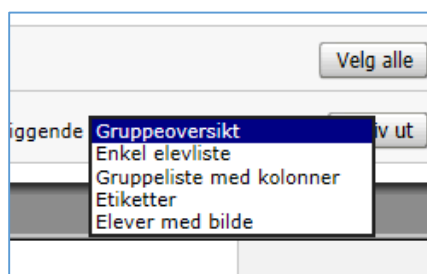 Velg alle
iggende Gruppeoversikt iv ut
Enkel elevliste
Gruppeliste med kolonner
Etiketter
Elever med bilde